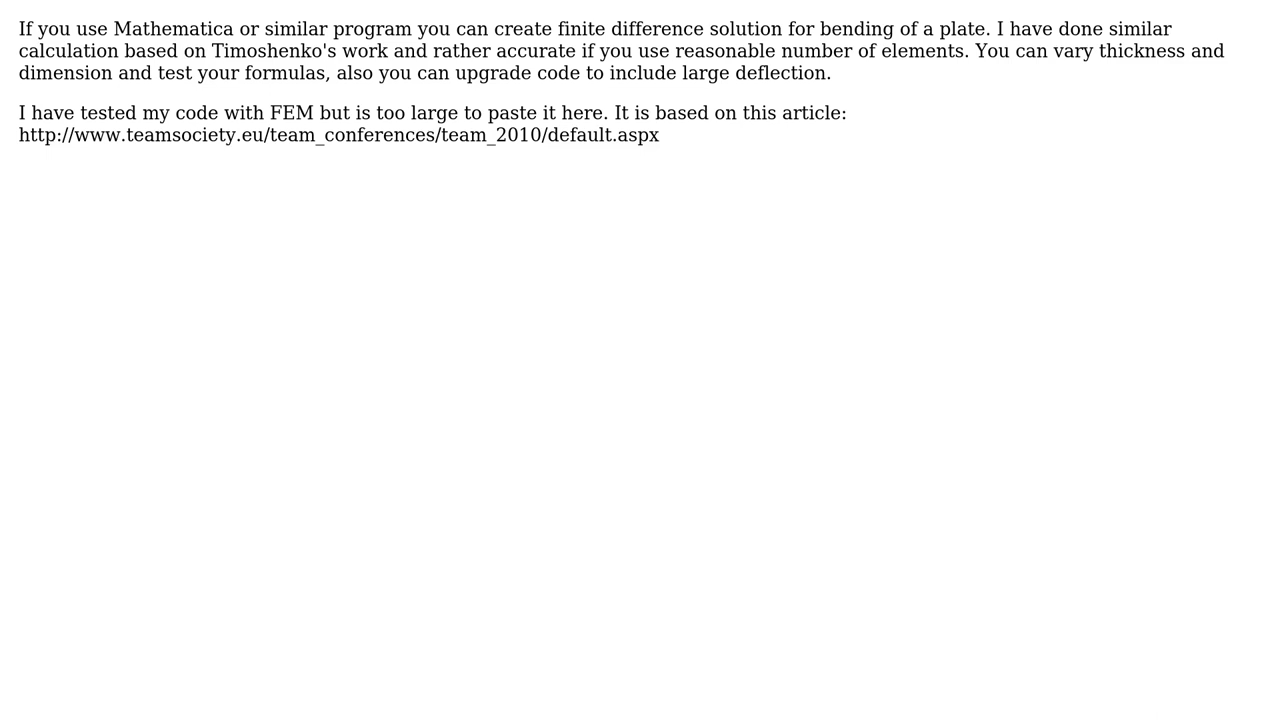 If you use Mathematica or similar program you can create finite difference solution for bending of a plate. I have done similar
calculation based on Timoshenko's work and rather accurate if you use reasonable number of elements. You can vary thickness and
dimension and test your formulas, also you can upgrade code to include large deflection.
I have tested my code with FEM but is too large to paste it here. It is based on this article:
http://www.teamsociety.eu/team_conferences/team_2010/default.aspx